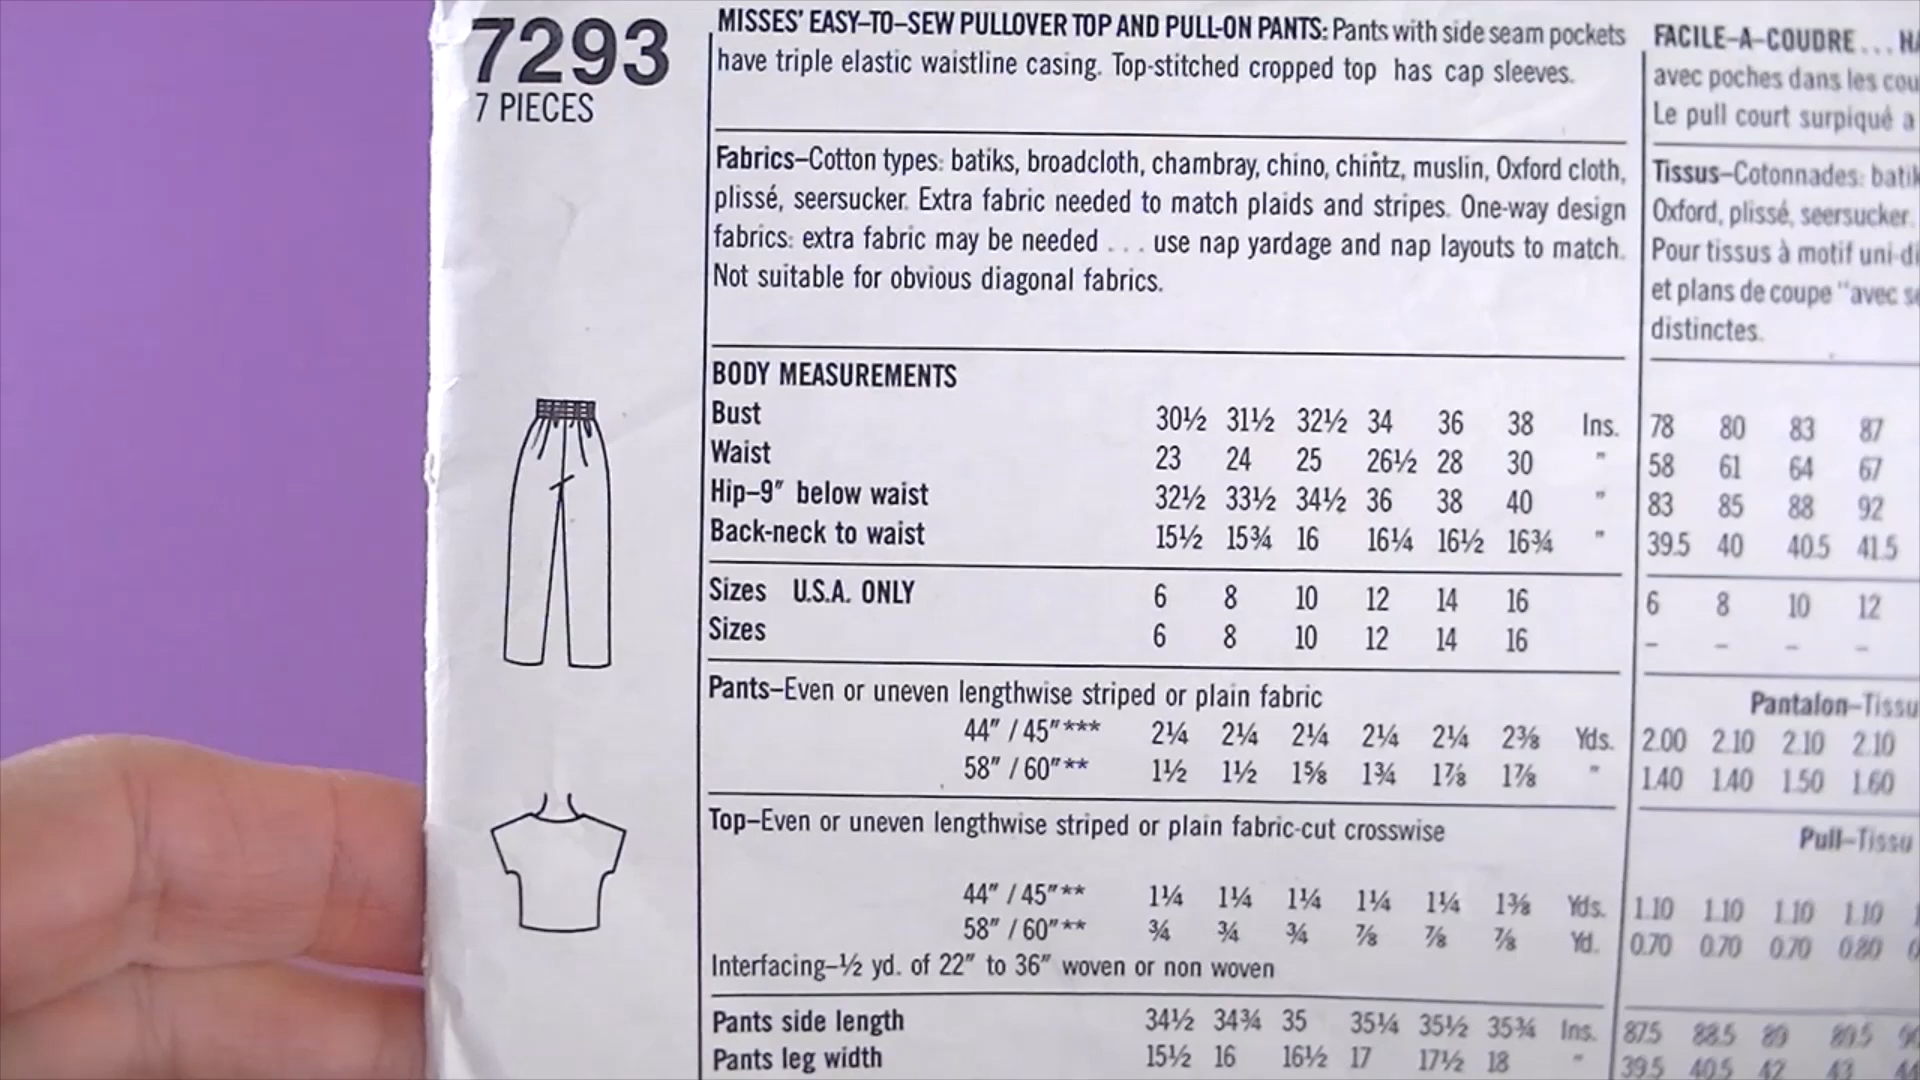 7293
7 PIECES
MISSES' EASY–TO–SEW PULLOVER TOP AND PULL-ON PANTS: Pants with side seam pockets
have triple elastic waistline casing. Top-stitched cropped top has cap sleeves.
Fabrics–Cotton types: batiks, broadcloth, chambray, chino, chintz, muslin, Oxford cloth,
plissé, seersucker. Extra fabric needed to match plaids and stripes. One-way design
fabrics: extra fabric may be needed . . . use nap yardage and nap layouts to match.
Not suitable for obvious diagonal fabrics.
BODY MEASUREMENTS
Bust 30½ 31½ 32½ 34 36 38 Ins.
Waist 23 24 25 26½ 28 30 "
Hip–9" below waist 32½ 33½ 34½ 36 38 40 "
Back-neck to waist 15½ 15¾ 16 16¼ 16½ 16¾ "
Sizes U.S.A. ONLY 6 8 10 12 14 16
Sizes 6 8 10 12 14 16
Pants–Even or uneven lengthwise striped or plain fabric
44" / 45"*** 2¼ 2¼ 2¼ 2¼ 2¼ 2⅜ Yds.
58" / 60"** 1½ 1½ 1⅝ 1¾ 1⅞ 1⅞ "
Top–Even or uneven lengthwise striped or plain fabric-cut crosswise
44" / 45"** 1¼ 1¼ 1¼ 1¼ 1¼ 1⅜ Yds.
58" / 60"** ¾ ¾ ¾ ⅞ ⅞ ⅞ Yd.
Interfacing–½ yd. of 22" to 36" woven or non woven
Pants side length 34½ 34¾ 35 35¼ 35½ 35¾ Ins.
Pants leg width 15½ 16 16½ 17 17½ 18 "
FACILE–A–COUDRE . . .
avec poches dans les
Le pull court surpiqué a
Tissus–Cotonnades:
Oxford, plissé, seersucker.
Pour tissus à motif
et plans de coupe "avec
distinctes.
78 80 83 87
58 61 64 67
83 85 88 92
39.5 40 40.5 41.5
6 8 10 12
– – – –
Pantalon–Tissu
2.00 2.10 2.10 2.10
1.40 1.40 1.50 1.60
Pull–Tissu
1.10 1.10 1.10 1.10
0.70 0.70 0.70 0.80
87.5 88.5 89 89.5
39.5 40.5 42 43